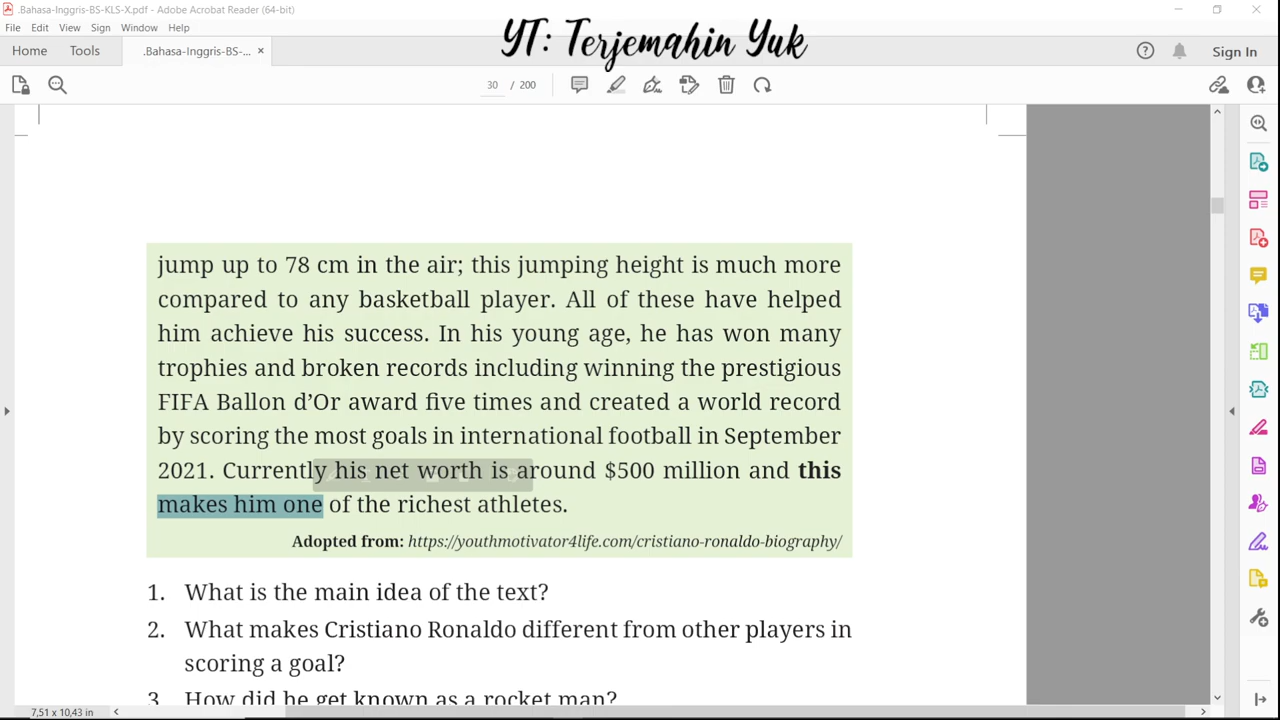 .Bahasa-Inggris-BS-KLS-X.pdf - Adobe Acrobat Reader (64-bit)
File Edit View Sign Window Help
YT: Terjemahin Yuk
Home Tools .Bahasa-Inggris-BS-... × Sign In
30 / 200
jump up to 78 cm in the air; this jumping height is much more
compared to any basketball player. All of these have helped
him achieve his success. In his young age, he has won many
trophies and broken records including winning the prestigious
FIFA Ballon d’Or award five times and created a world record
by scoring the most goals in international football in September
2021. Currently his net worth is around $500 million and this
makes him one of the richest athletes.
Adopted from: https://youthmotivator4life.com/cristiano-ronaldo-biography/
1. What is the main idea of the text?
2. What makes Cristiano Ronaldo different from other players in
scoring a goal?
3. How did he get known as a rocket man?
7,51 x 10,43 in